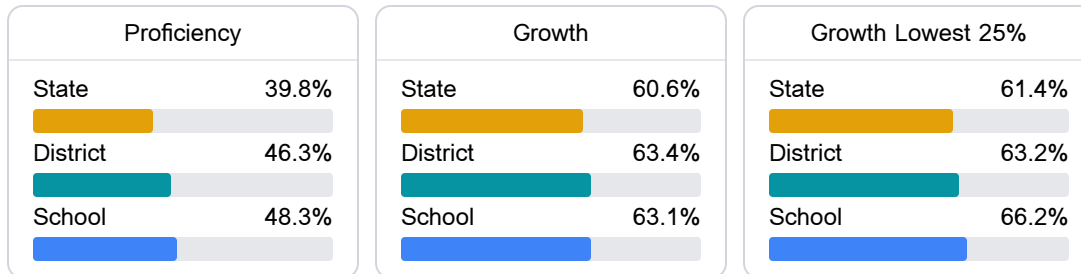 Proficiency
State 39.8%
District 46.3%
School 48.3%
Growth
State 60.6%
District 63.4%
School 63.1%
Growth Lowest 25%
State 61.4%
District 63.2%
School 66.2%